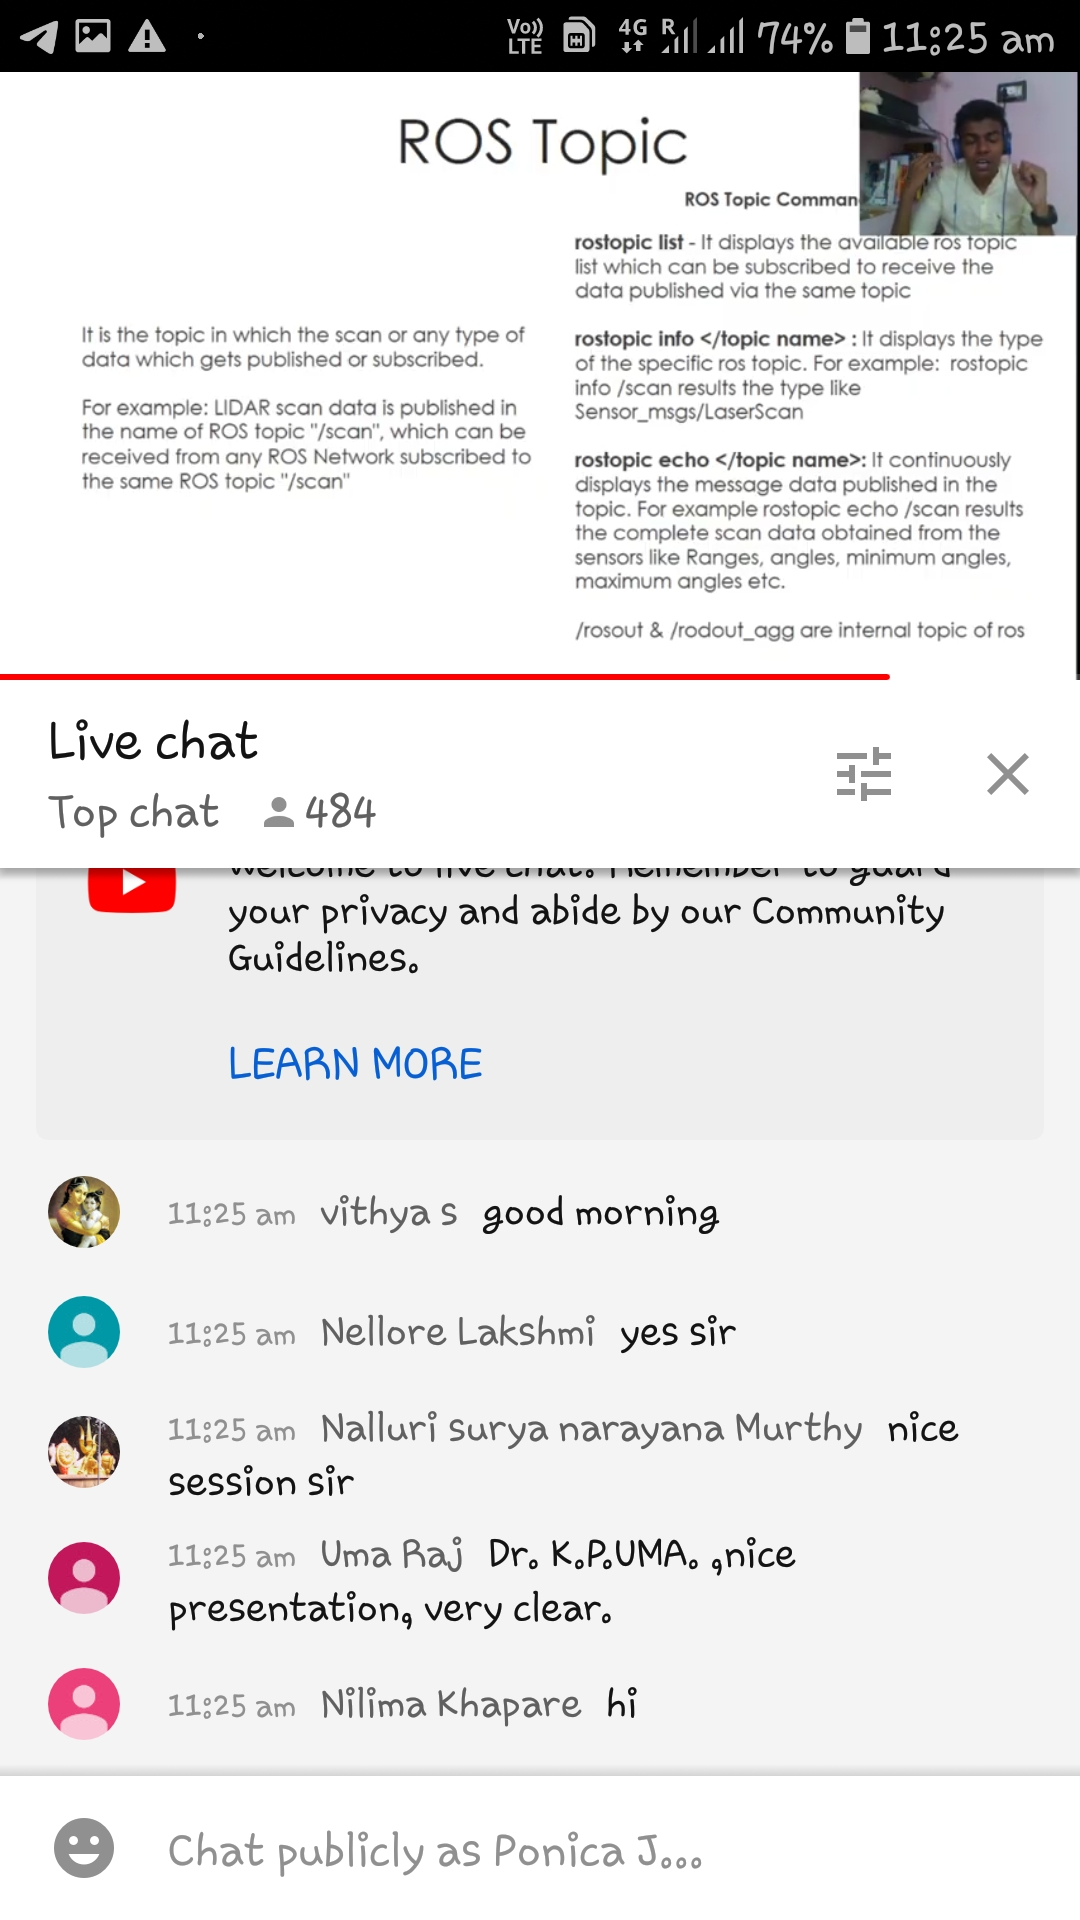 Vo)) LTE 4G R 74% 11:25 am
ROS Topic
It is the topic in which the scan or any type of
data which gets published or subscribed.
For example: LIDAR scan data is published in
the name of ROS topic "/scan", which can be
received from any ROS Network subscribed to
the same ROS topic "/scan"
ROS Topic Comman
rostopic list - It displays the available ros topic
list which can be subscribed to receive the
data published via the same topic
rostopic info </topic name> : It displays the type
of the specific ros topic. For example: rostopic
info /scan results the type like
Sensor_msgs/LaserScan
rostopic echo </topic name>: It continuously
displays the message data published in the
topic. For example rostopic echo /scan results
the complete scan data obtained from the
sensors like Ranges, angles, minimum angles,
maximum angles etc.
/rosout & /rodout_agg are internal topic of ros
Live chat
Top chat 484
Welcome to live chat! Remember to guard
your privacy and abide by our Community
Guidelines.
LEARN MORE
11:25 am vithya s good morning
11:25 am Nellore Lakshmi yes sir
11:25 am Nalluri surya narayana Murthy nice
session sir
11:25 am Uma Raj Dr. K.P.UMA. ,nice
presentation, very clear.
11:25 am Nilima Khapare hi
Chat publicly as Ponica J...